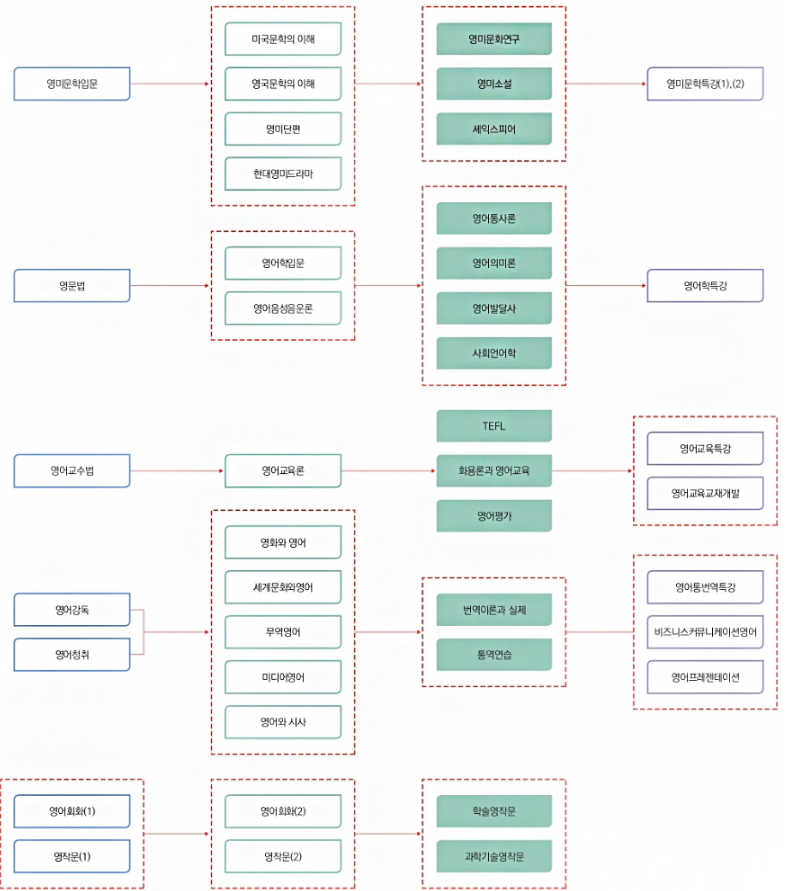 영미문학입문
미국문학의 이해
영국문학의 이해
영미단편
현대영미드라마
영미문화연구
영미소설
셰익스피어
영미문학특강(1),(2)
영문법
영어학입문
영어음성음운론
영어통사론
영어의미론
영어발달사
사회언어학
영어학특강
영어교수법
영어교육론
TEFL
화용론과 영어교육
영어평가
영어교육특강
영어교육교재개발
영어강독
영어청취
영화와 영어
세계문화와영어
무역영어
미디어영어
영어와 시사
번역이론과 실제
통역연습
영어통번역특강
비즈니스커뮤니케이션영어
영어프레젠테이션
영어회화(1)
영작문(1)
영어회화(2)
영작문(2)
학술영작문
과학기술영작문